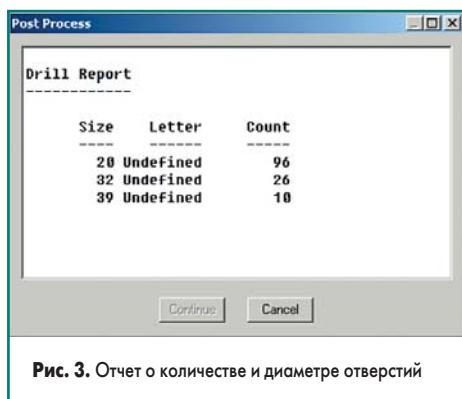 Post Process
Drill Report
------------
Size Letter Count
---- ------ -----
20 Undefined 96
32 Undefined 26
39 Undefined 10
Continue Cancel
Рис. 3. Отчет о количестве и диаметре отверстий